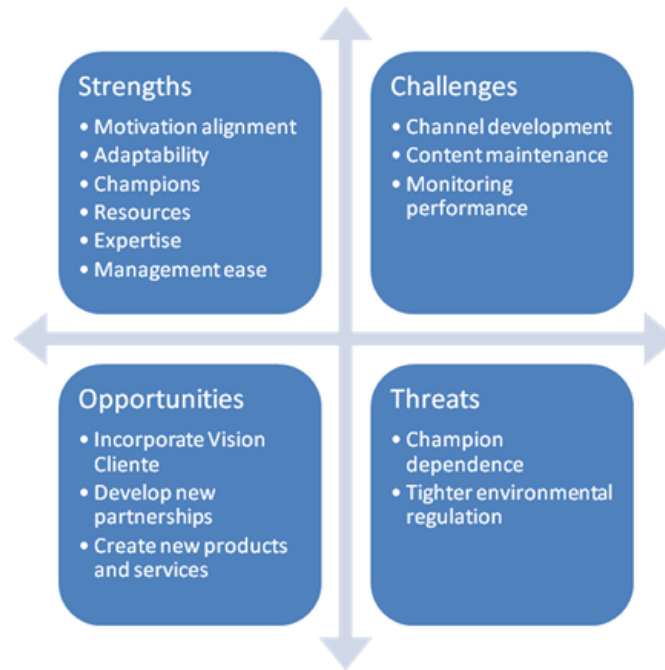 Strengths
• Motivation alignment
• Adaptability
• Champions
• Resources
• Expertise
• Management ease
Challenges
• Channel development
• Content maintenance
• Monitoring
performance
Opportunities
• Incorporate Vision
Cliente
• Develop new
partnerships
• Create new products
and services
Threats
• Champion
dependence
• Tighter environmental
regulation